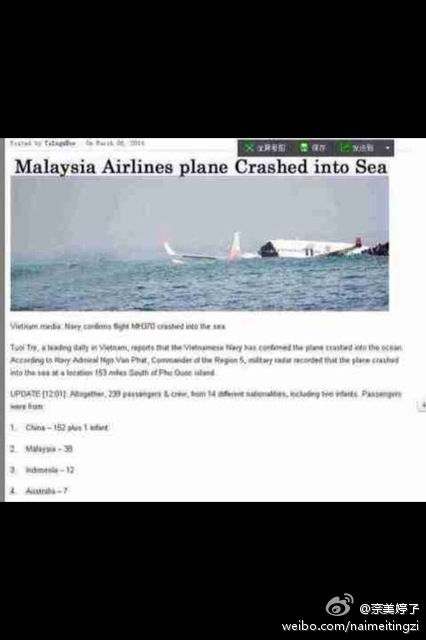 Posted by TalngaBoy . On March 08, 2014
全屏看图 保存 发送到
Malaysia Airlines plane Crashed into Sea
Vietnam media: Navy confirms flight MH370 crashed into the sea.
Tuoi Tre, a leading daily in Vietnam, reports that the Vietnamese Navy has confirmed the plane crashed into the ocean.
According to Navy Admiral Ngo Van Phat, Commander of the Region 5, military radar recorded that the plane crashed
into the sea at a location 153 miles South of Phu Quoc island.
UPDATE [12:01]: Altogether, 239 passengers & crew, from 14 different nationalities, including two infants. Passengers
were from:
1. China – 152 plus 1 infant
2. Malaysia – 38
3. Indonesia – 12
4. Australia – 7
@奈美婷子
weibo.com/naimeitingzi